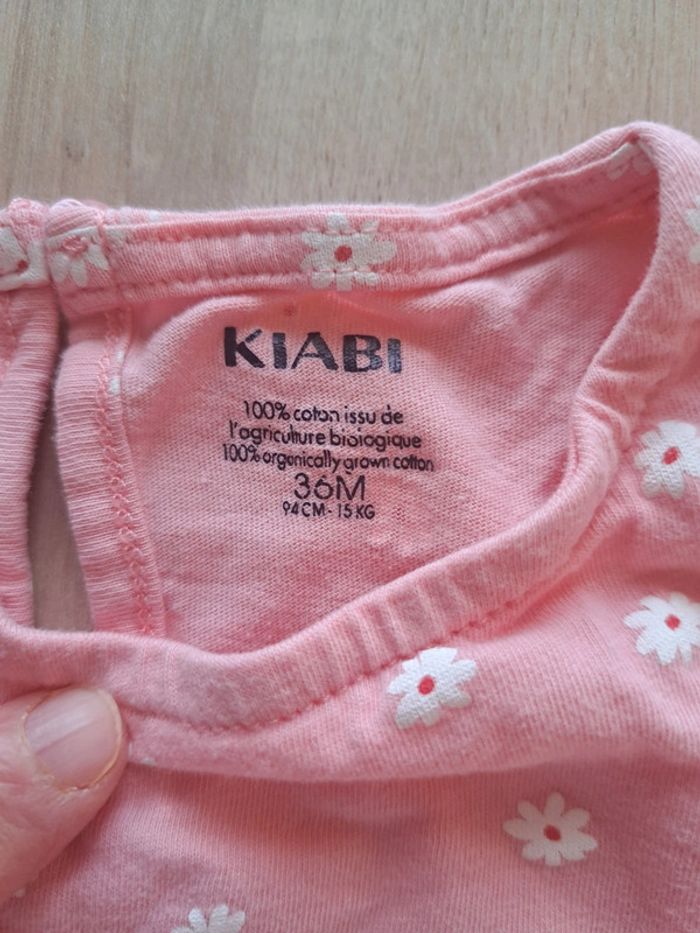 KIABI
100% coton issu de
l'agriculture biologique
100% organically grown cotton
36M
94CM - 15 KG